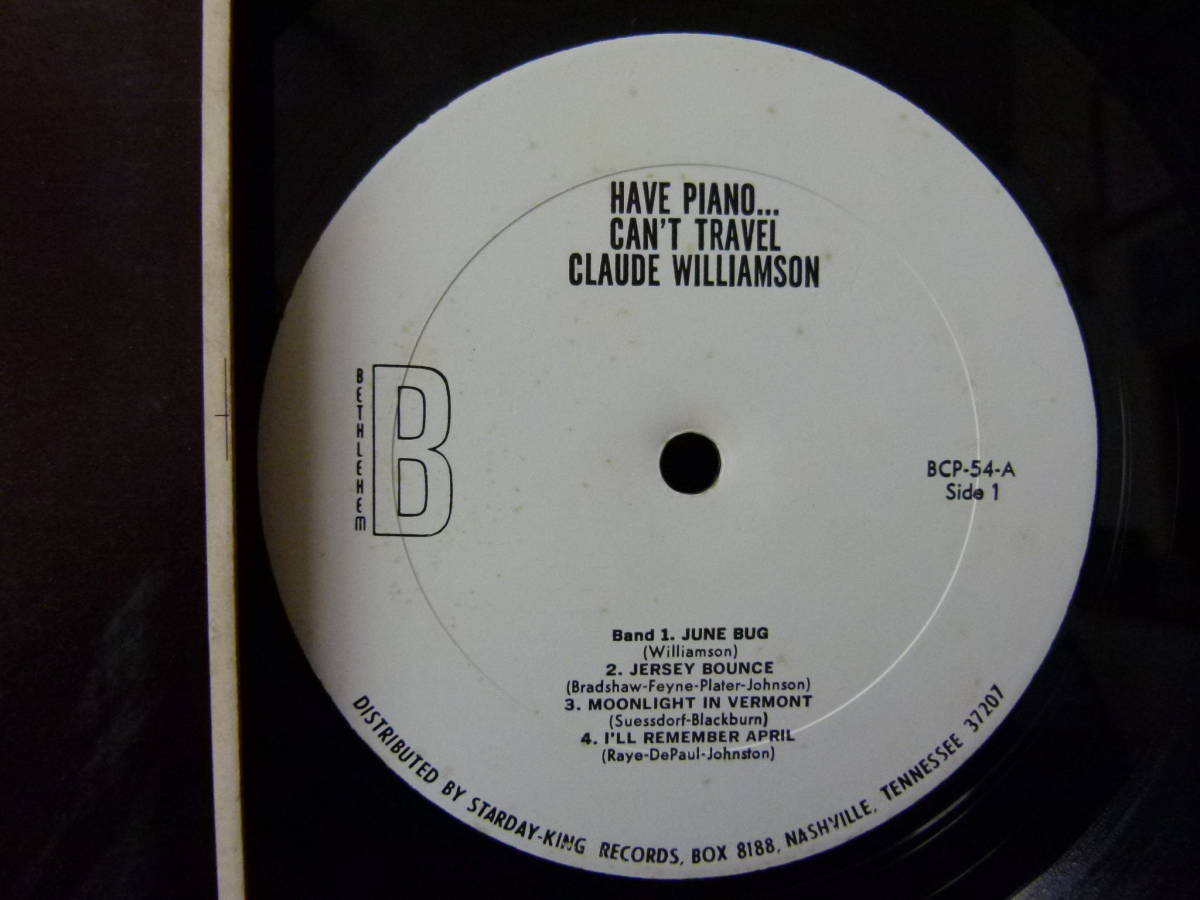 HAVE PIANO...
CAN'T TRAVEL
CLAUDE WILLIAMSON
BETHLEHEM
B
BCP-54-A
Side 1
Band 1. JUNE BUG
(Williamson)
2. JERSEY BOUNCE
(Bradshaw-Feyne-Plater-Johnson)
3. MOONLIGHT IN VERMONT
(Suessdorf-Blackburn)
4. I'LL REMEMBER APRIL
(Raye-DePaul-Johnston)
DISTRIBUTED BY STARDAY-KING RECORDS, BOX 8188, NASHVILLE, TENNESSEE 37207